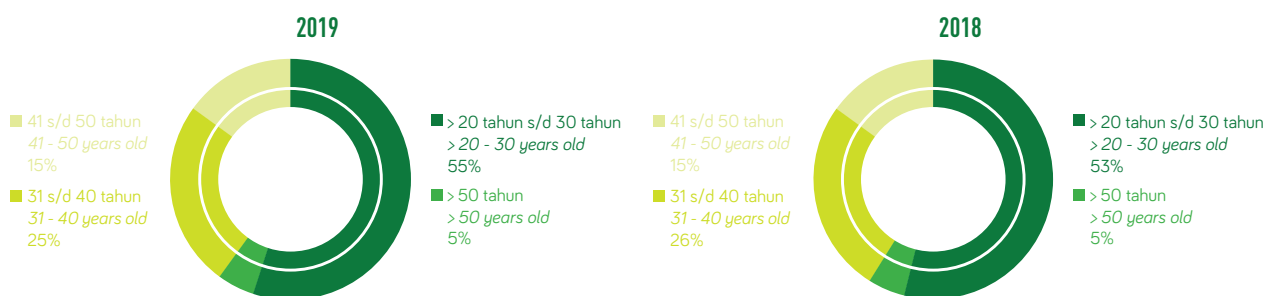 2019
41 s/d 50 tahun
41 - 50 years old
15%
31 s/d 40 tahun
31 - 40 years old
25%
> 20 tahun s/d 30 tahun
> 20 - 30 years old
55%
> 50 tahun
> 50 years old
5%
2018
41 s/d 50 tahun
41 - 50 years old
15%
31 s/d 40 tahun
31 - 40 years old
26%
> 20 tahun s/d 30 tahun
> 20 - 30 years old
53%
> 50 tahun
> 50 years old
5%